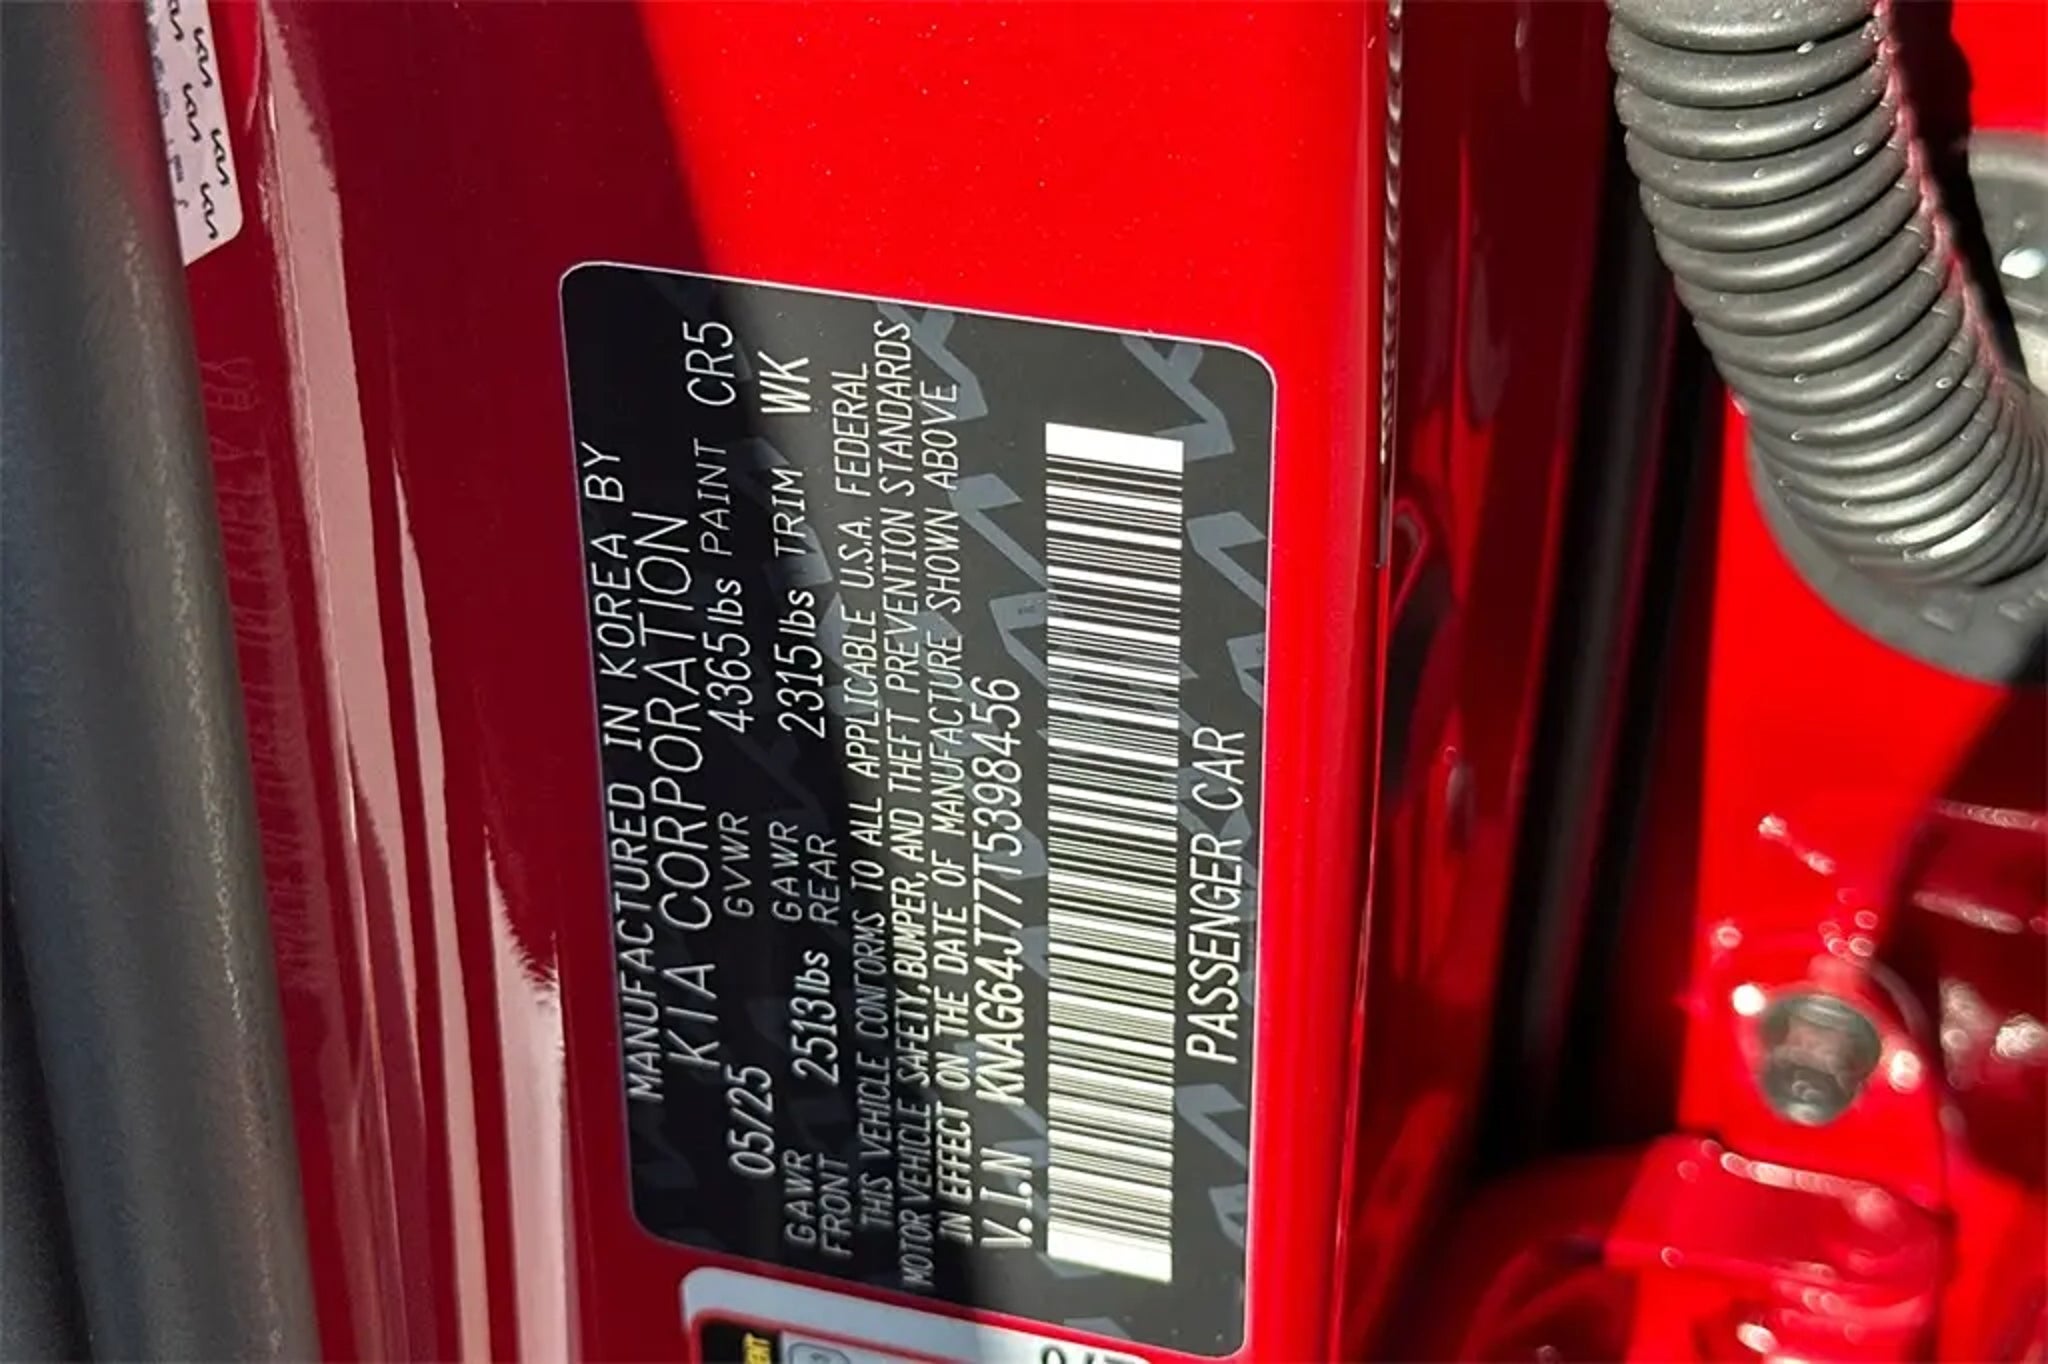 MANUFACTURED IN KOREA BY
KIA CORPORATION
05/25 GVWR 4365lbs PAINT CR5
GAWR FRONT 2513lbs GAWR REAR 2315lbs TRIM WK
THIS VEHICLE CONFORMS TO ALL APPLICABLE U.S.A. FEDERAL
MOTOR VEHICLE SAFETY, BUMPER, AND THEFT PREVENTION STANDARDS
IN EFFECT ON THE DATE OF MANUFACTURE SHOWN ABOVE
V.I.N KNAG64J77T5398456
PASSENGER CAR